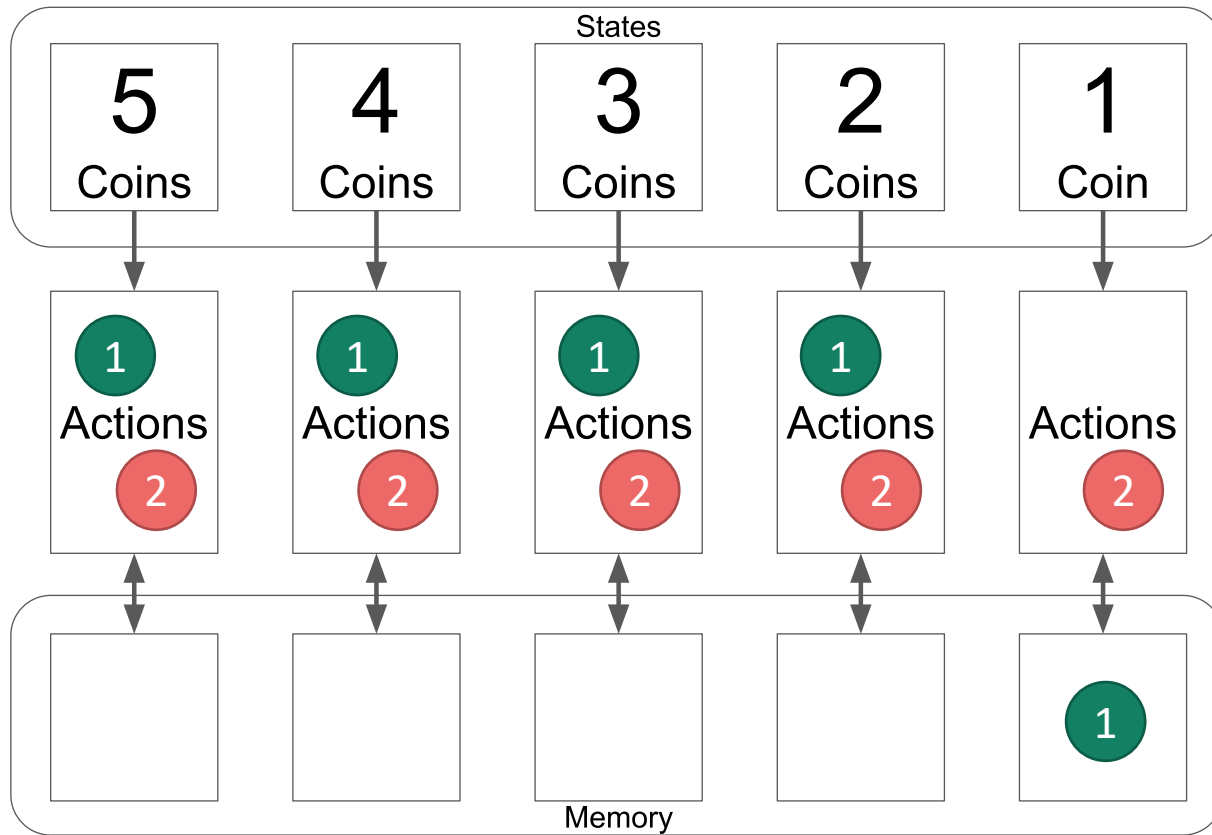 States
5 4 3 2 1
Coins Coins Coins Coins Coin
1 1 1 1
Actions Actions Actions Actions Actions
2 2 2 2 2
1
Memory